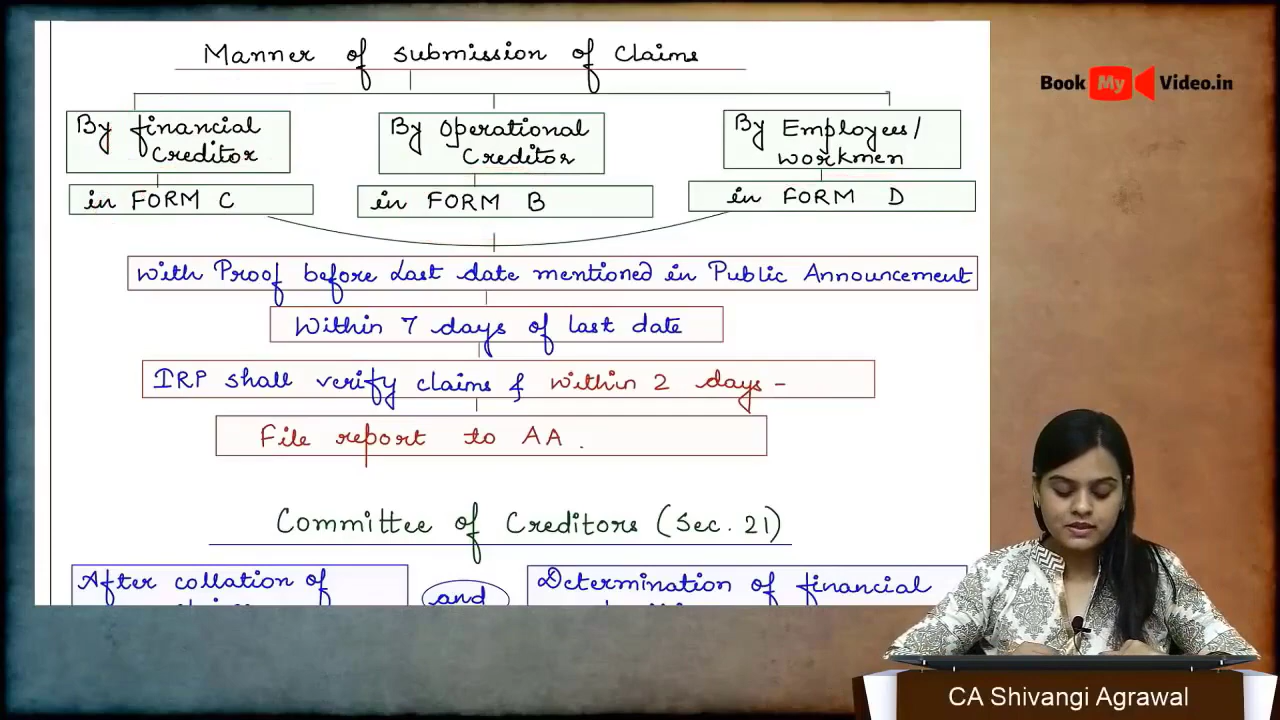 Manner of submission of Claims
Book My Video.in
By financial Creditor
By Operational Creditor
By Employees/ workmen
in FORM C
in FORM B
in FORM D
with Proof before Last date mentioned in Public Announcement
Within 7 days of last date
IRP shall verify claims & within 2 days -
File report to AA .
Committee of Creditors (Sec. 21)
After collation of
and
Determination of financial
CA Shivangi Agrawal